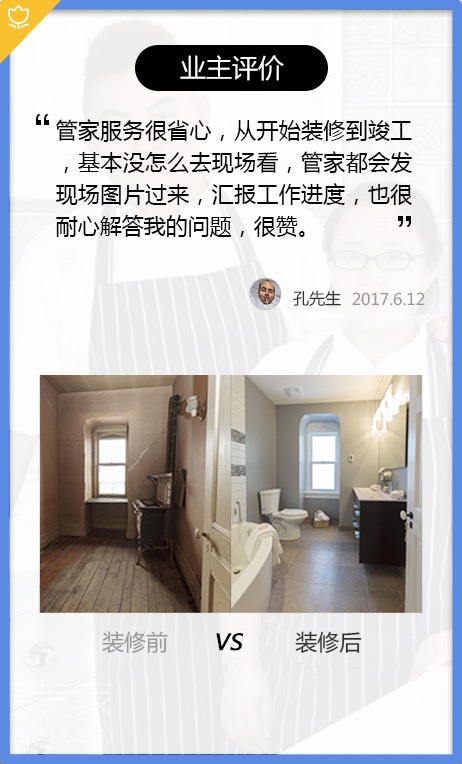 业主评价
“管家服务很省心，从开始装修到竣工
，基本没怎么去现场看，管家都会发
现场图片过来，汇报工作进度，也很
耐心解答我的问题，很赞。”
孔先生 2017.6.12
装修前 VS 装修后